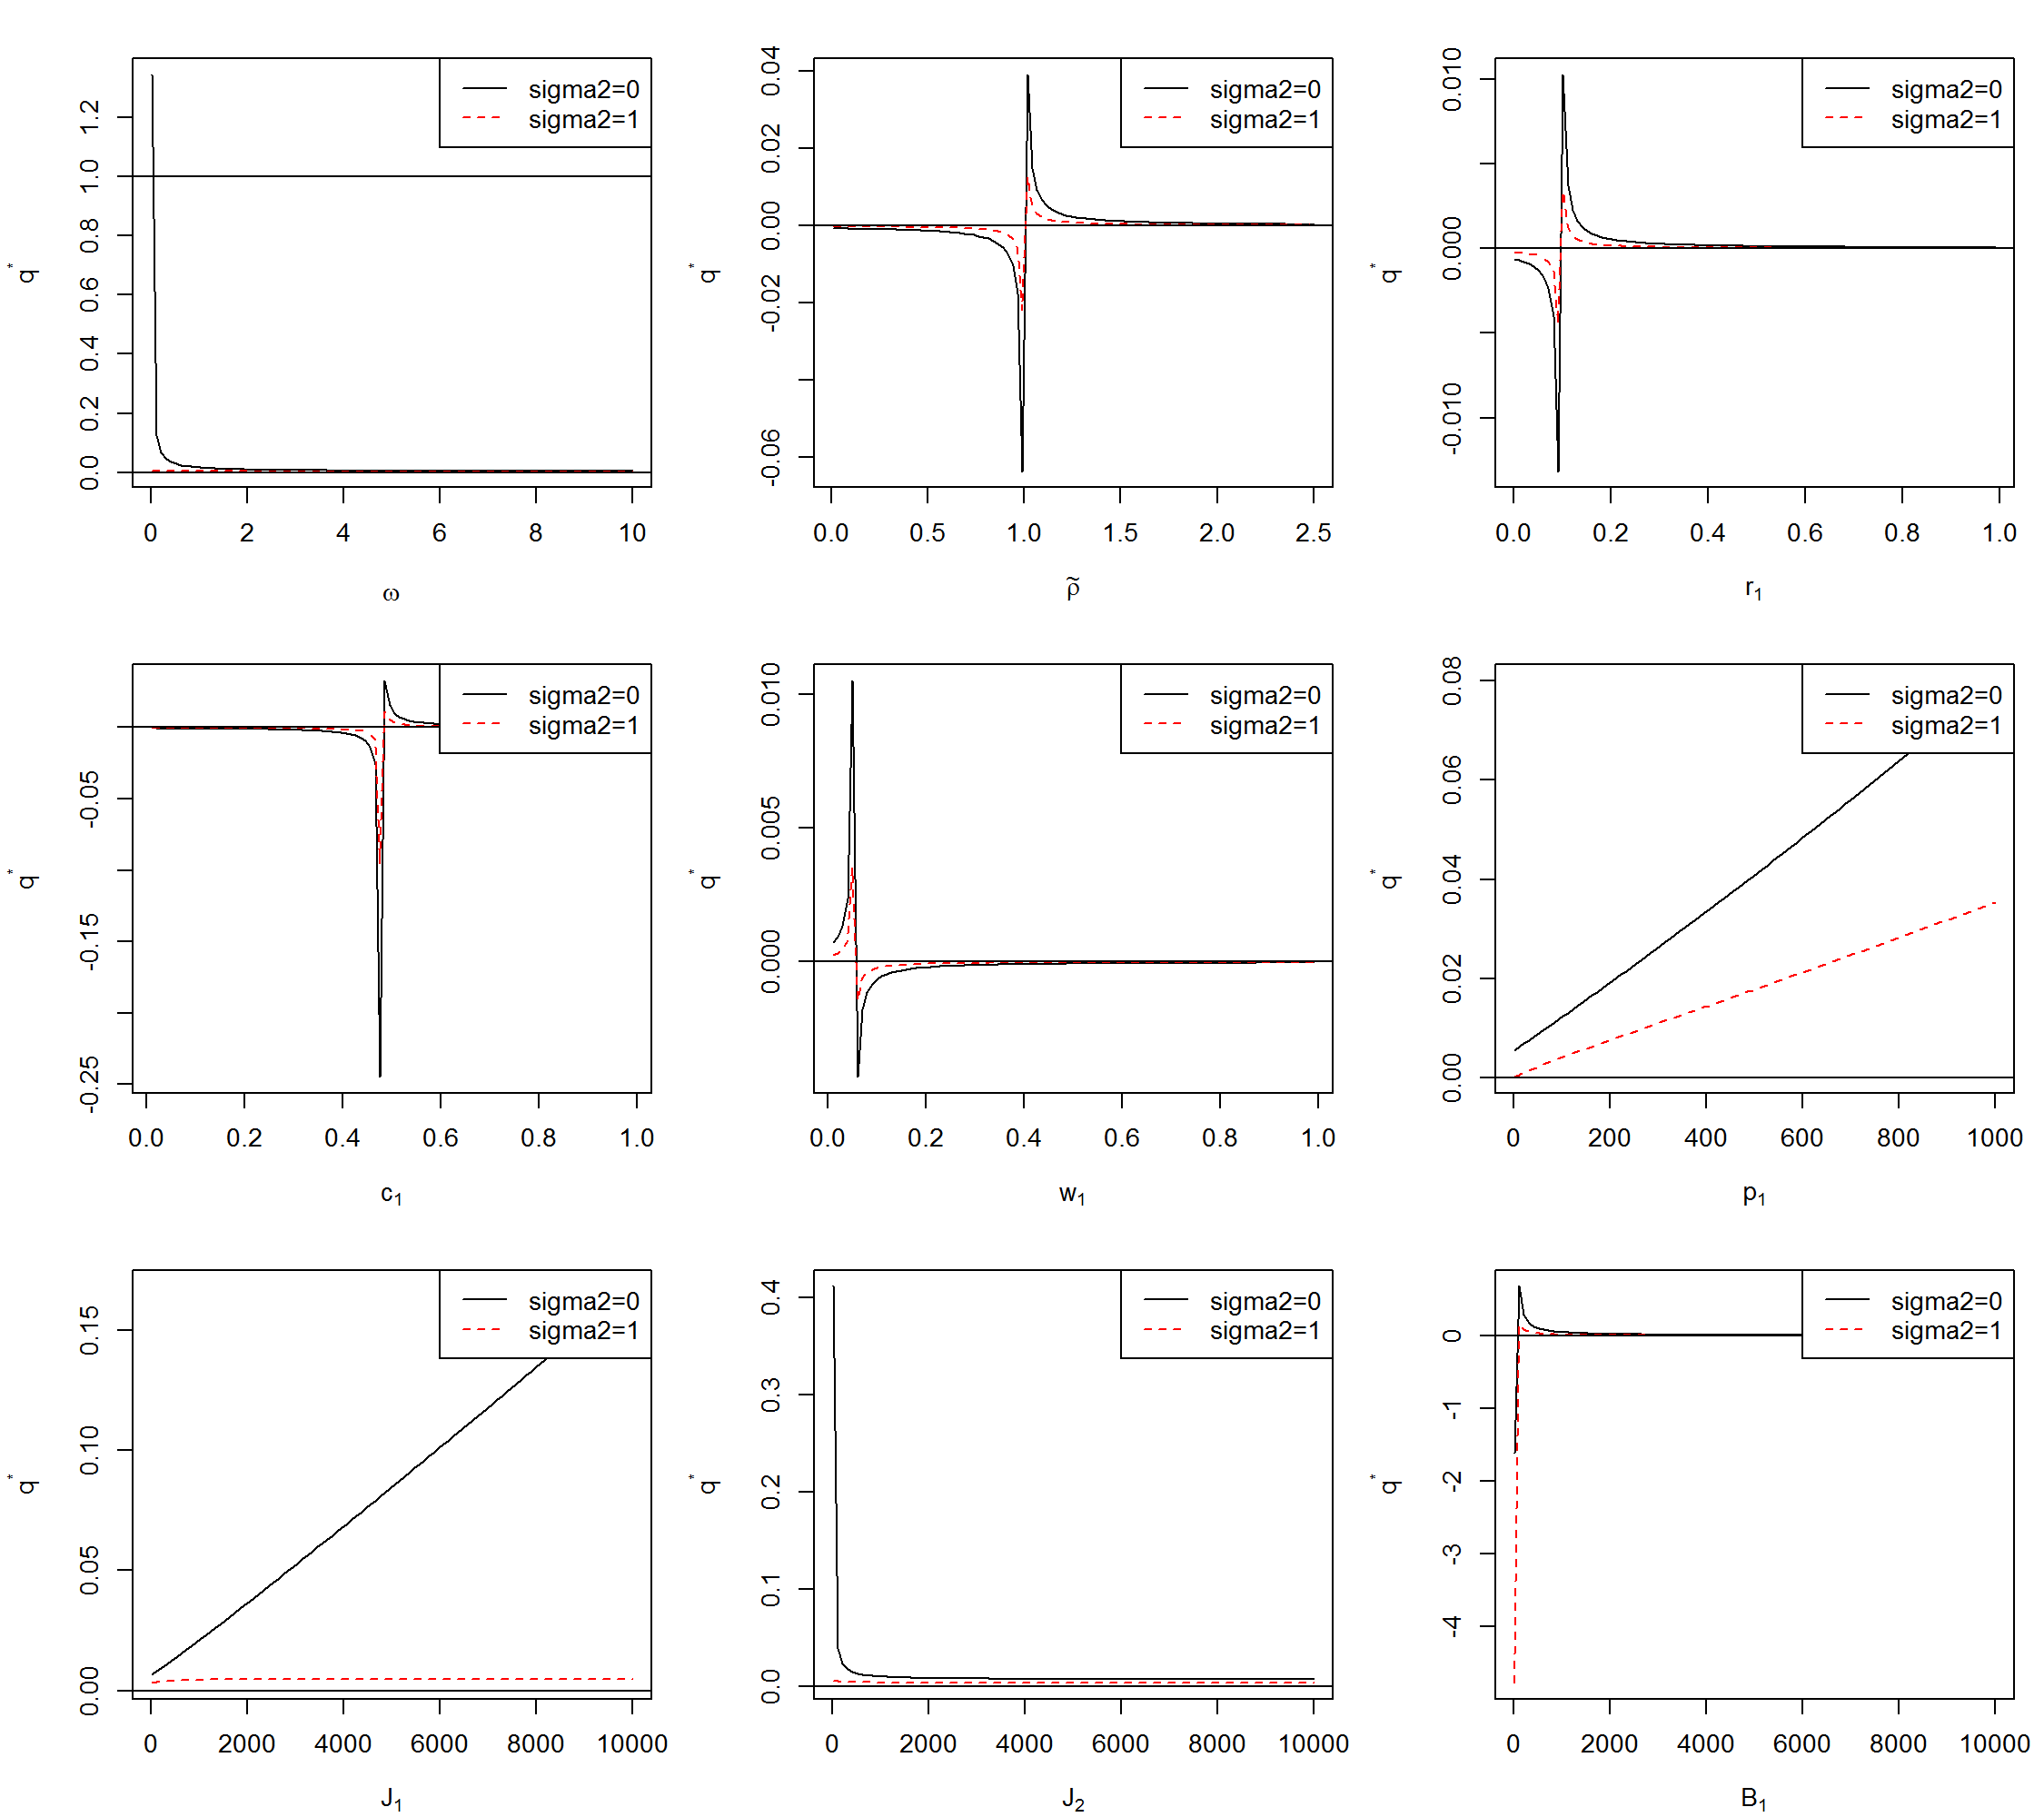 sigma2=0
sigma2=1
q*
0.0 0.2 0.4 0.6 0.8 1.0 1.2
0 2 4 6 8 10
ω
sigma2=0
sigma2=1
q*
-0.06 -0.02 0.00 0.02 0.04
0.0 0.5 1.0 1.5 2.0 2.5
ρ̃
sigma2=0
sigma2=1
q*
-0.010 0.000 0.010
0.0 0.2 0.4 0.6 0.8 1.0
r₁
sigma2=0
sigma2=1
q*
-0.25 -0.15 -0.05
0.0 0.2 0.4 0.6 0.8 1.0
c₁
sigma2=0
sigma2=1
q*
0.000 0.005 0.010
0.0 0.2 0.4 0.6 0.8 1.0
w₁
sigma2=0
sigma2=1
q*
0.00 0.02 0.04 0.06 0.08
0 200 400 600 800 1000
p₁
sigma2=0
sigma2=1
q*
0.00 0.05 0.10 0.15
0 2000 4000 6000 8000 10000
J₁
sigma2=0
sigma2=1
q*
0.0 0.1 0.2 0.3 0.4
0 2000 4000 6000 8000 10000
J₂
sigma2=0
sigma2=1
q*
-4 -3 -2 -1 0
0 2000 4000 6000 8000 10000
B₁